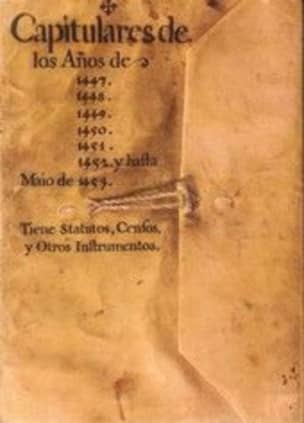 Capitulares de
los Años de
1447.
1448.
1449.
1450.
1451.
1452. y hasta
Maio de 1453.
Tiene Statutos, Censos,
y Otros Instrumentos.